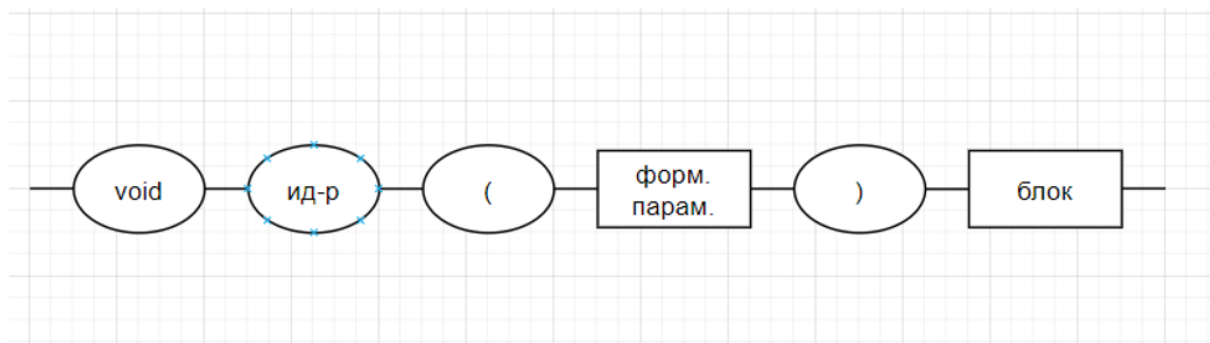 void
ид-р
(
форм.
парам.
)
блок